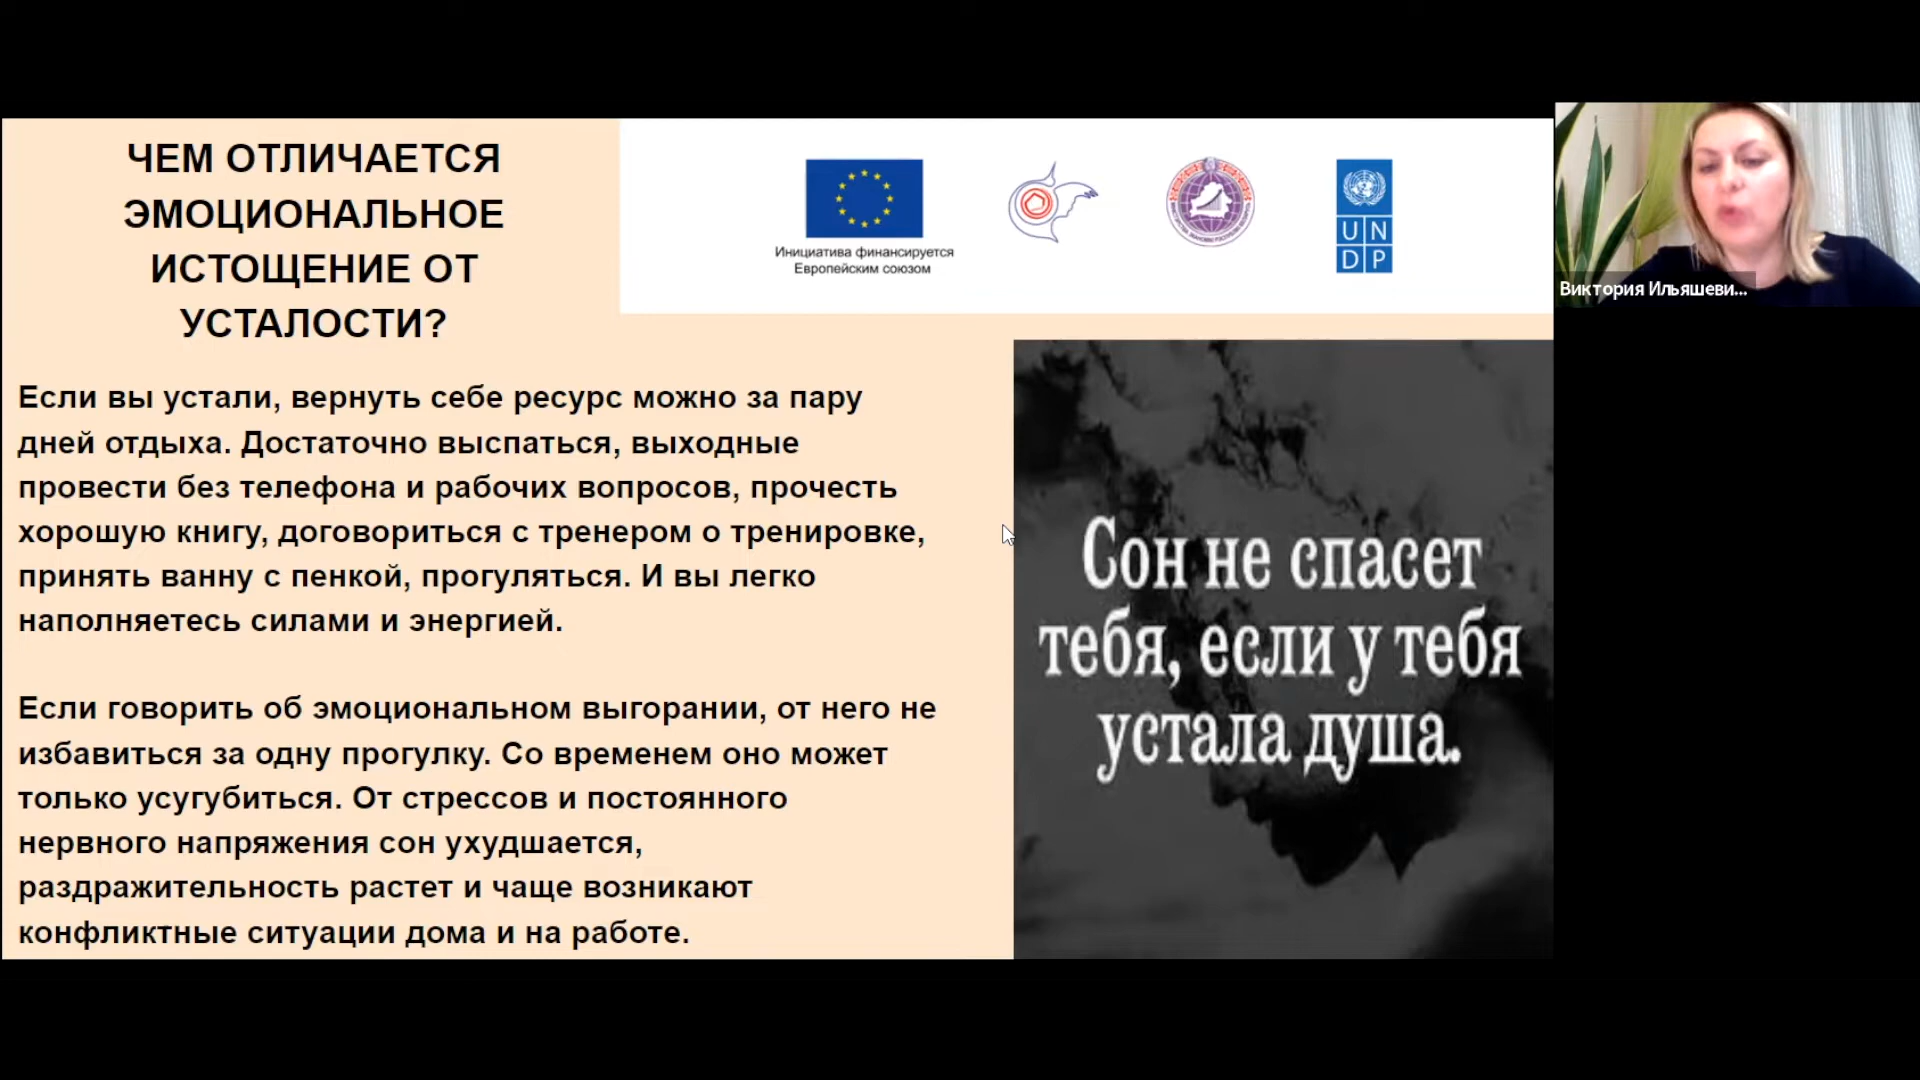 ЧЕМ ОТЛИЧАЕТСЯ
ЭМОЦИОНАЛЬНОЕ
ИСТОЩЕНИЕ ОТ
УСТАЛОСТИ?
Инициатива финансируется
Европейским союзом
U N
D P
Виктория Ильяшеви...
Если вы устали, вернуть себе ресурс можно за пару
дней отдыха. Достаточно выспаться, выходные
провести без телефона и рабочих вопросов, прочесть
хорошую книгу, договориться с тренером о тренировке,
принять ванну с пенкой, прогуляться. И вы легко
наполняетесь силами и энергией.
Если говорить об эмоциональном выгорании, от него не
избавиться за одну прогулку. Со временем оно может
только усугубиться. От стрессов и постоянного
нервного напряжения сон ухудшается,
раздражительность растет и чаще возникают
конфликтные ситуации дома и на работе.
Сон не спасет
тебя, если у тебя
устала душа.